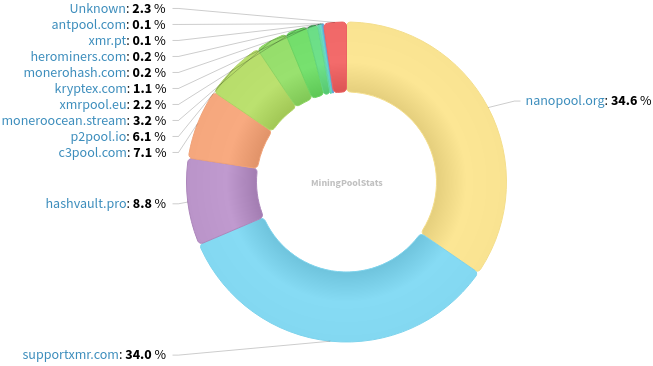 Unknown: 2.3 %
antpool.com: 0.1 %
xmr.pt: 0.1 %
herominers.com: 0.2 %
monerohash.com: 0.2 %
kryptex.com: 1.1 %
xmrpool.eu: 2.2 %
moneroocean.stream: 3.2 %
p2pool.io: 6.1 %
c3pool.com: 7.1 %
hashvault.pro: 8.8 %
supportxmr.com: 34.0 %
nanopool.org: 34.6 %
MiningPoolStats